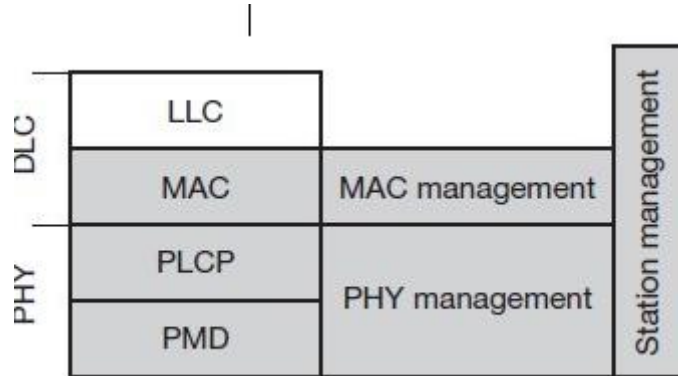 DLC
LLC
MAC
MAC management
PHY
PLCP
PHY management
PMD
Station management